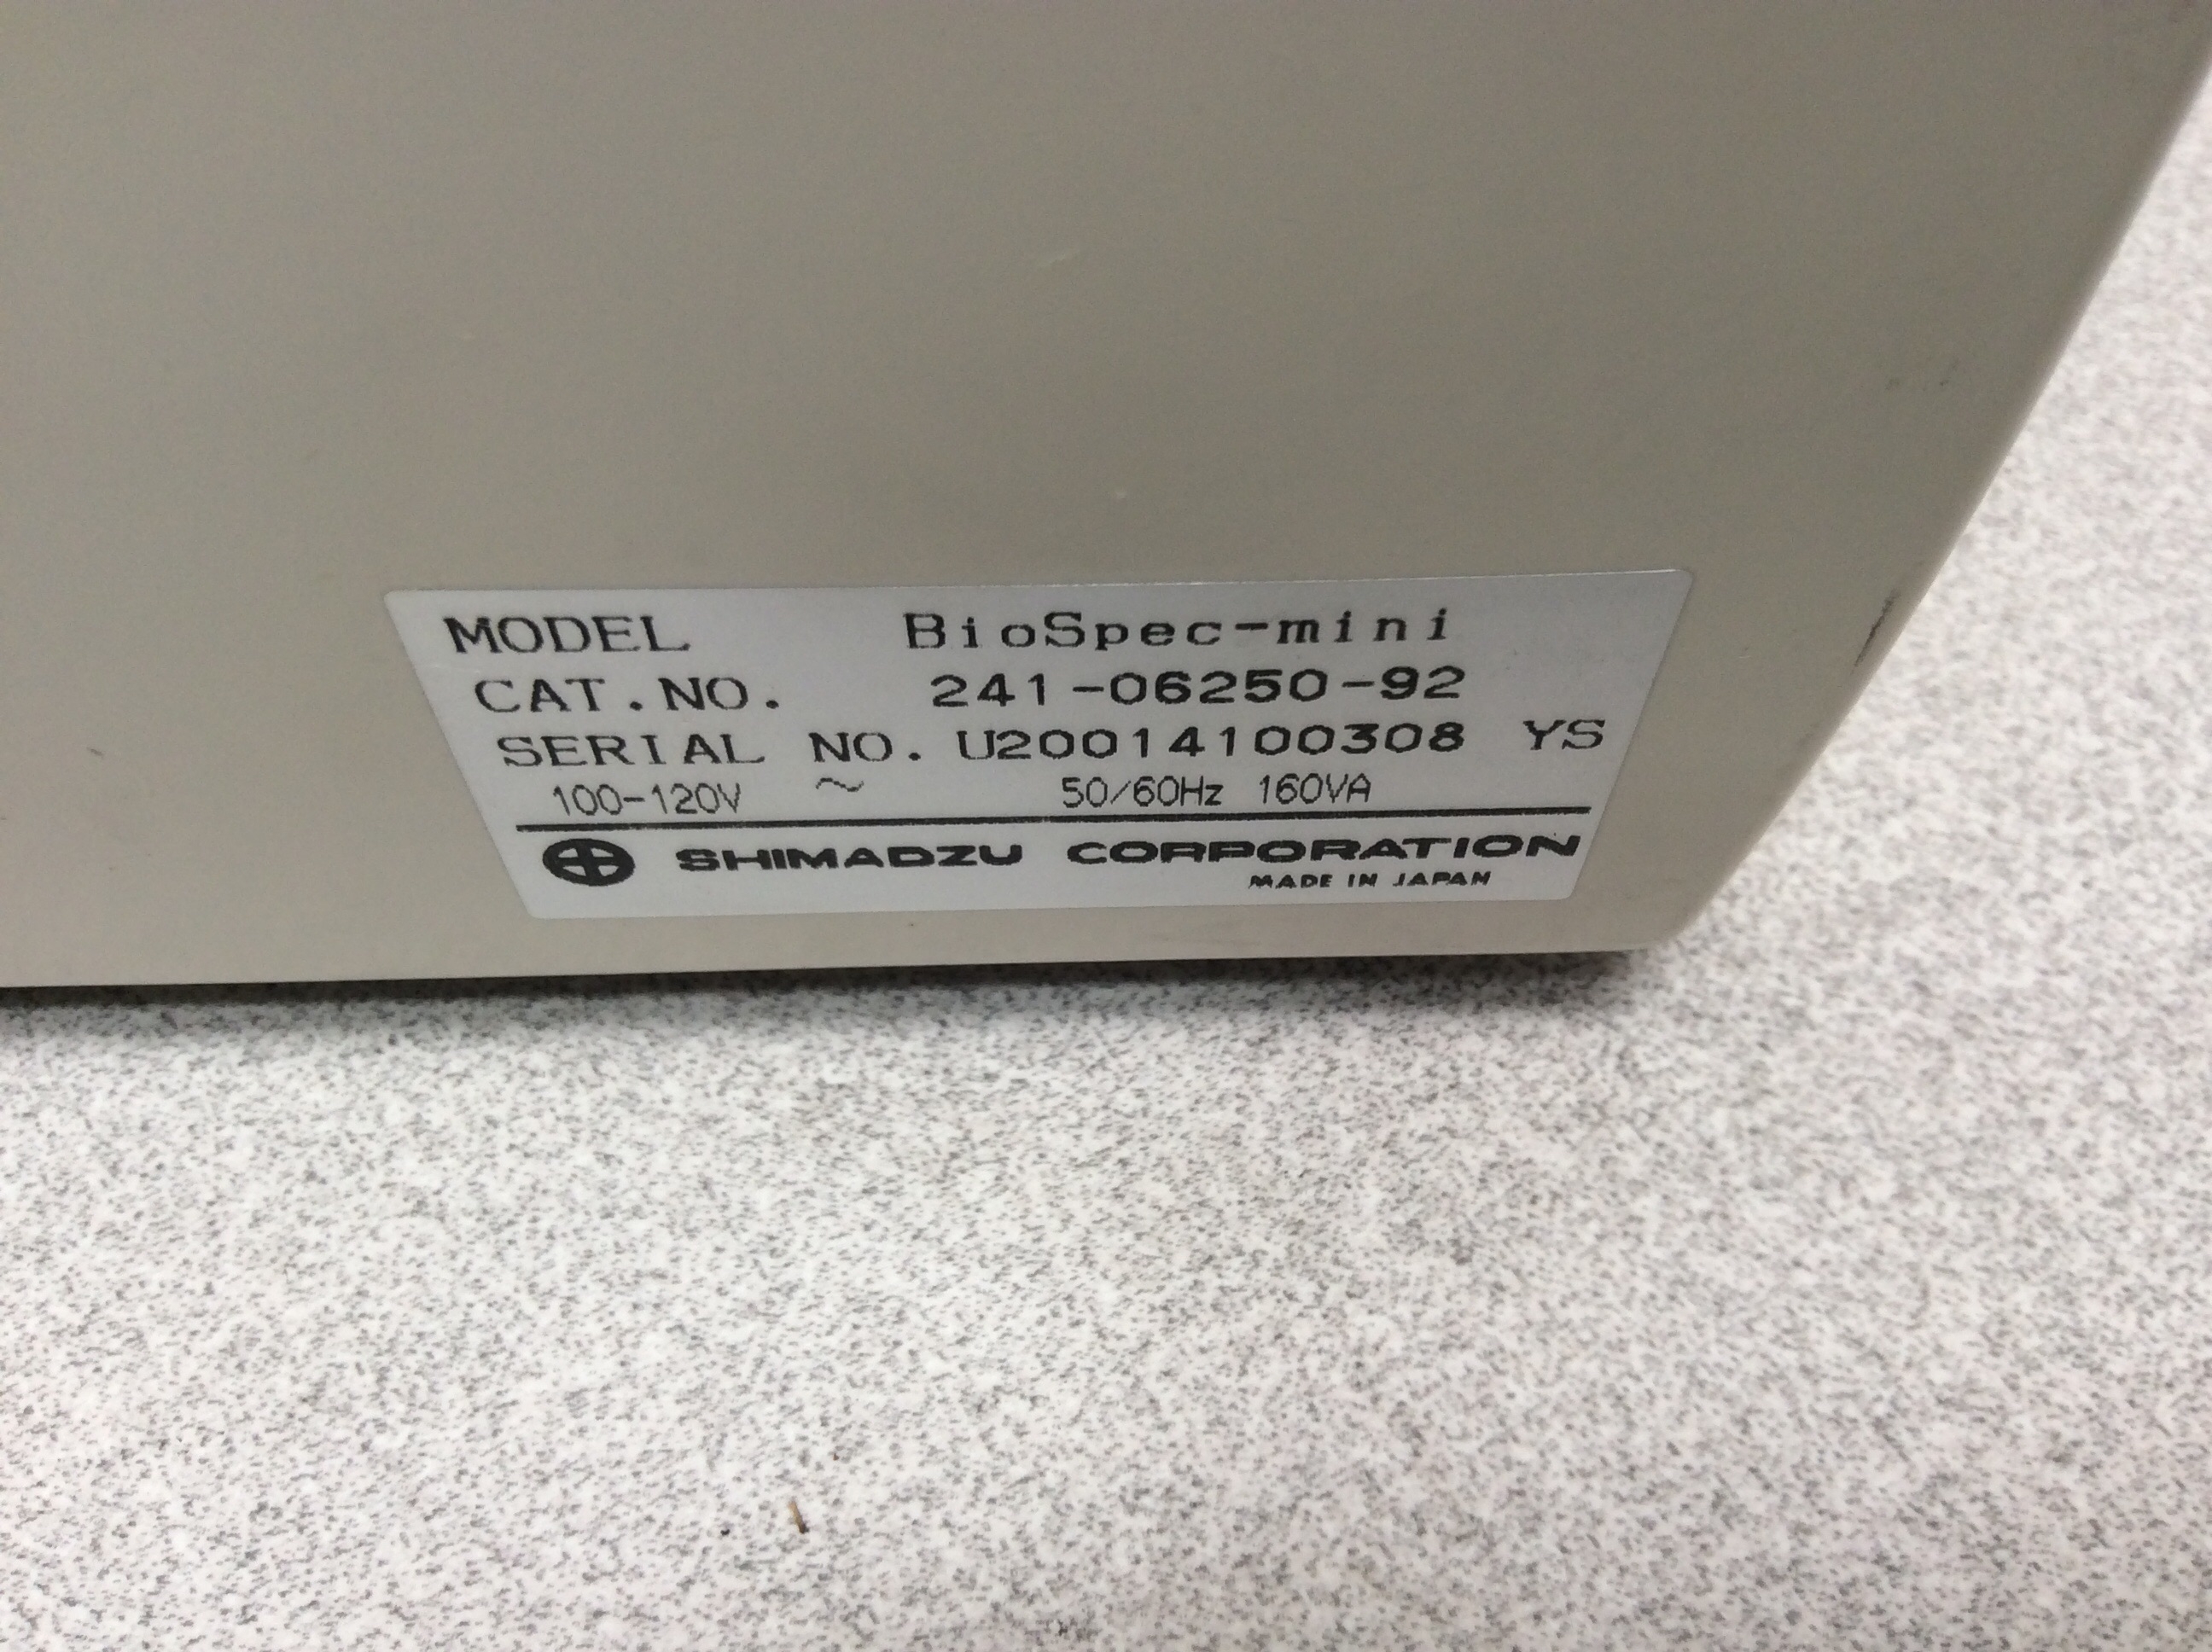 MODEL BioSpec-mini
CAT.NO. 241-06250-92
SERIAL NO. U20014100308 YS
100-120V ~ 50/60Hz 160VA
SHIMADZU CORPORATION
MADE IN JAPAN